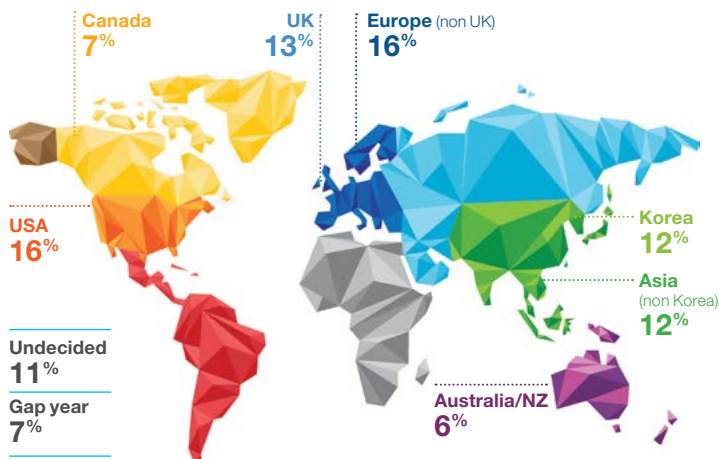 Canada
7%
UK
13%
Europe (non UK)
16%
USA
16%
Korea
12%
Asia
(non Korea)
12%
Undecided
11%
Gap year
7%
Australia/NZ
6%